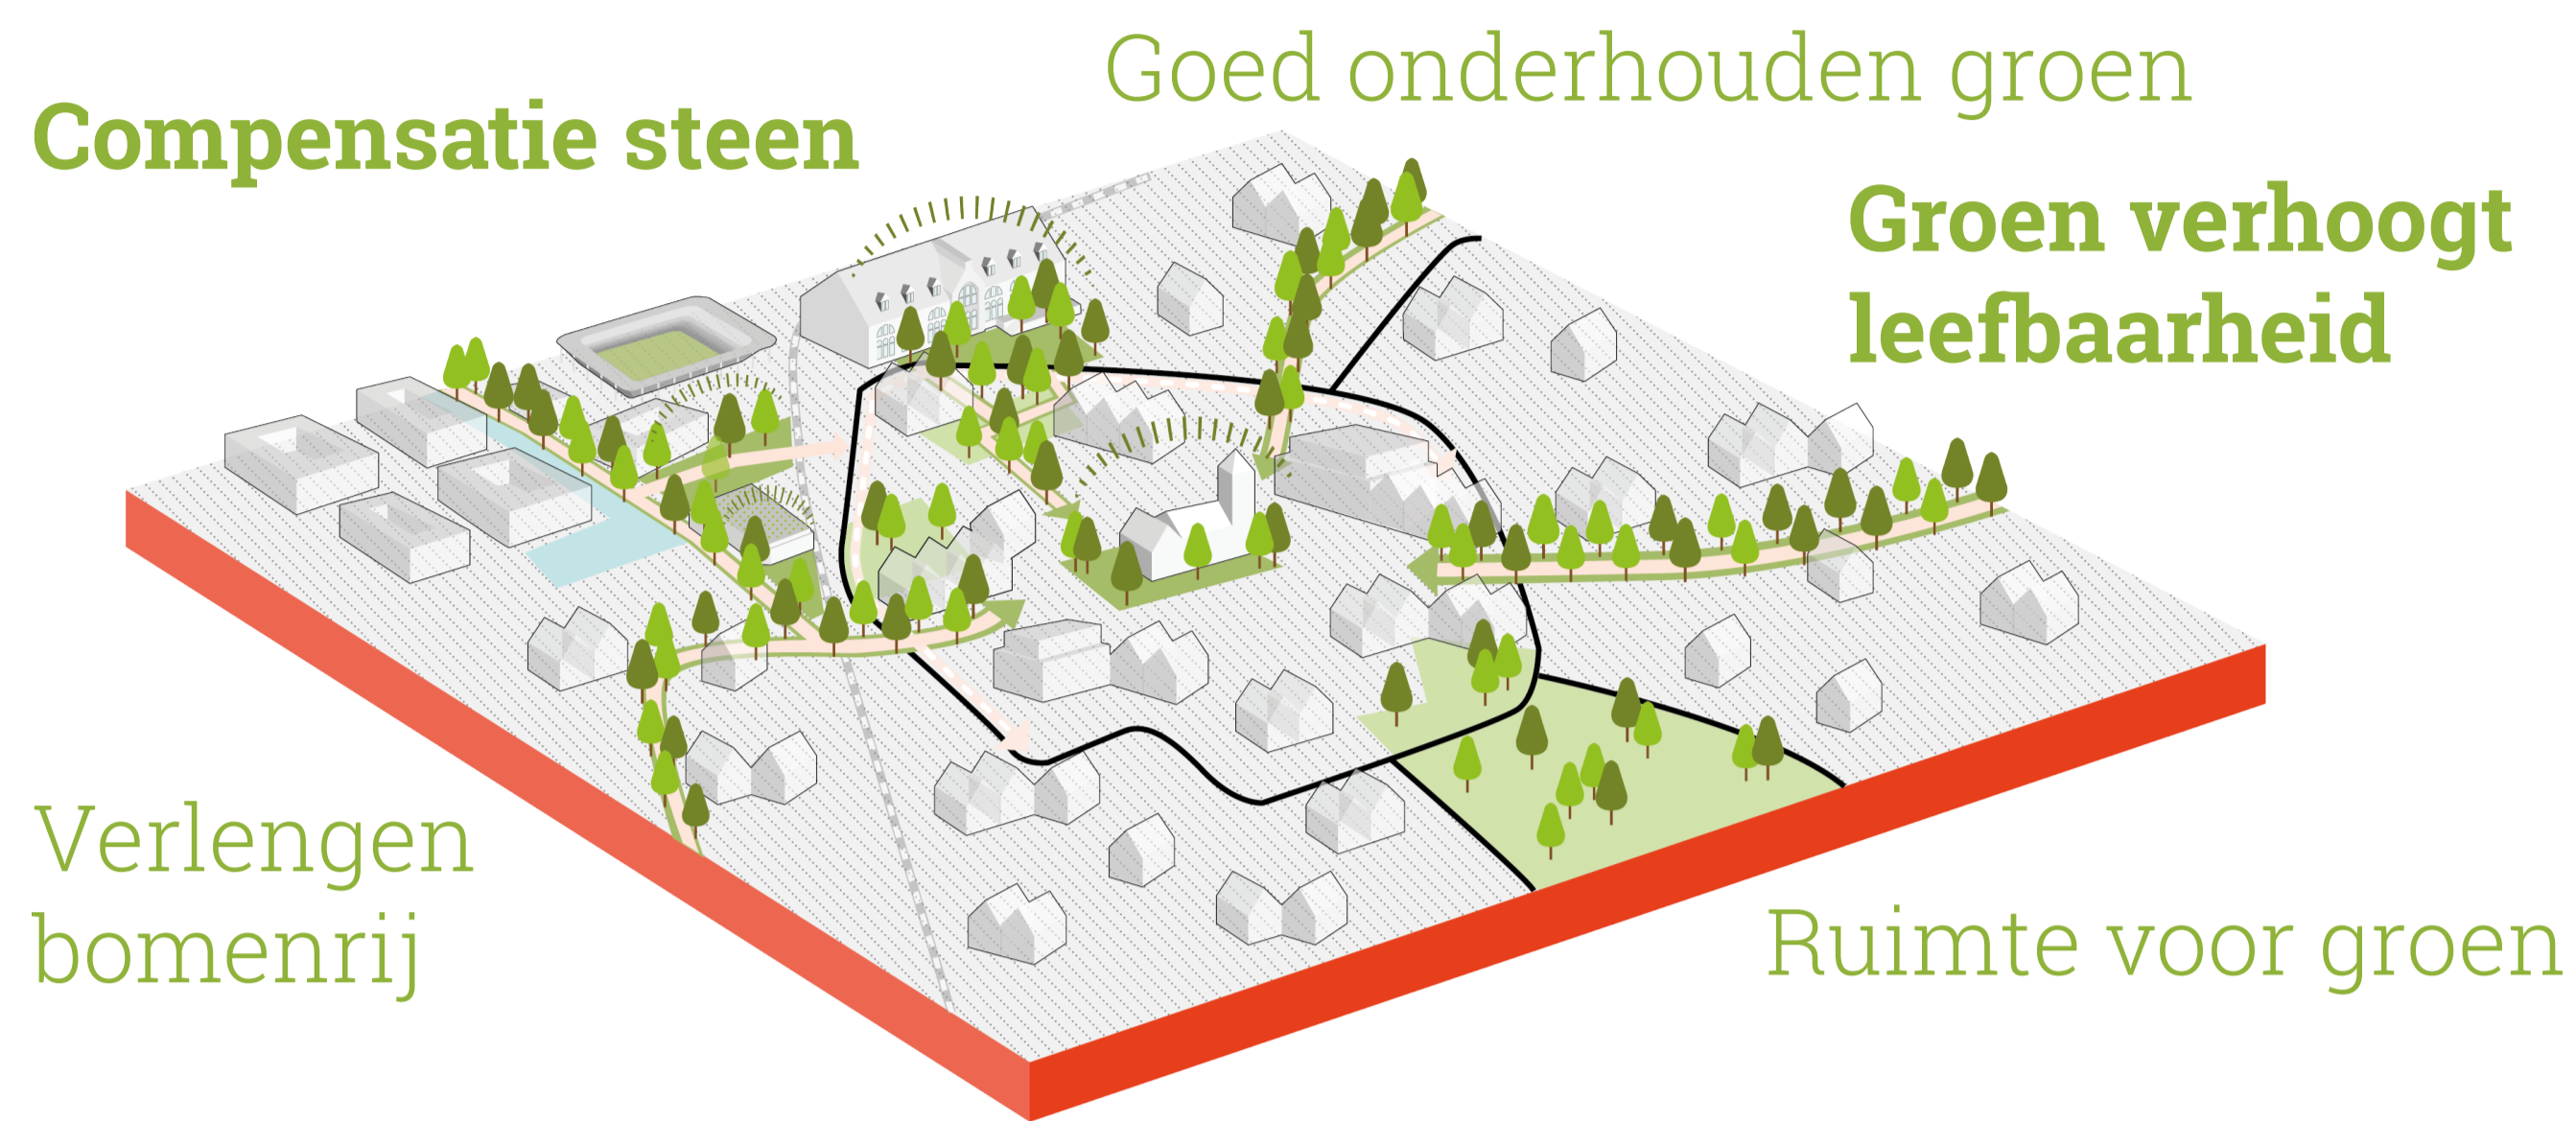 Goed onderhouden groen
Compensatie steen
Groen verhoogt
leefbaarheid
Verlengen
bomenrij
Ruimte voor groen